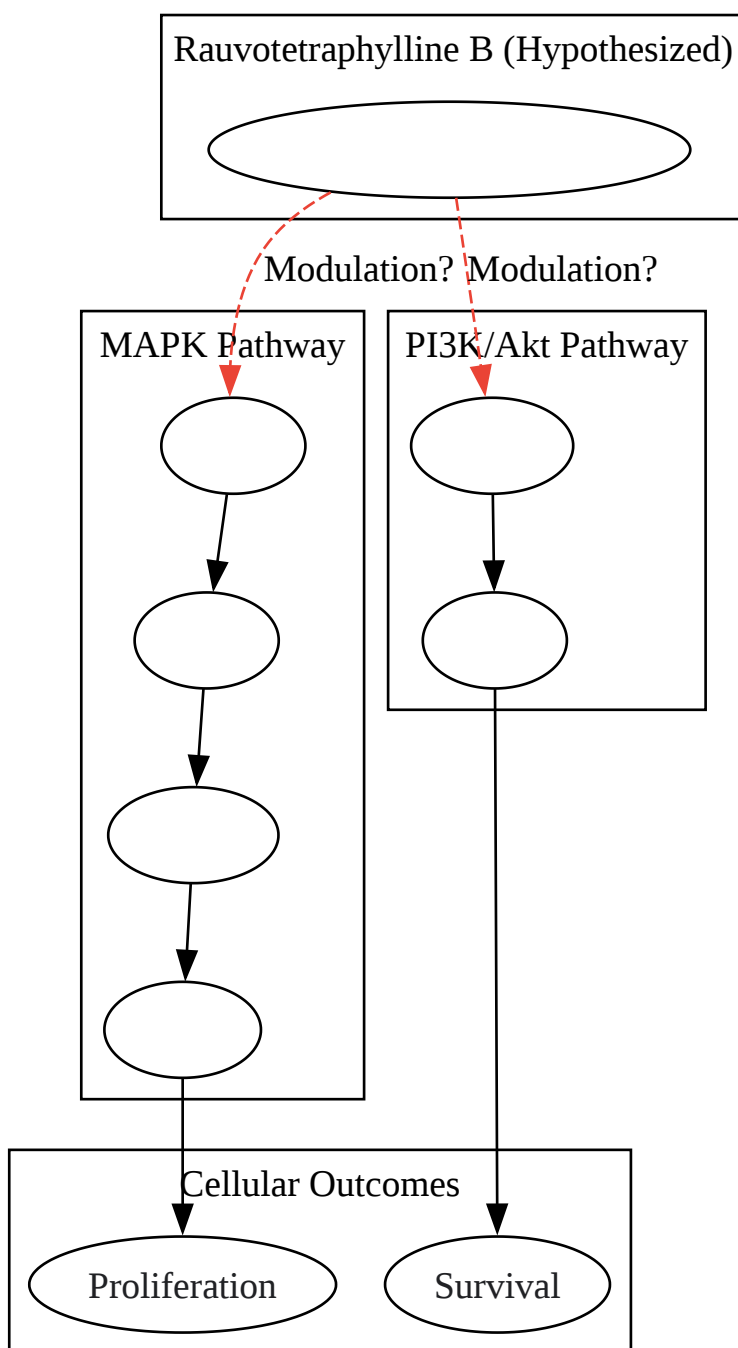 Rauvotetraphylline B (Hypothesized)
Modulation? Modulation?
MAPK Pathway
PI3K/Akt Pathway
Cellular Outcomes
Proliferation
Survival